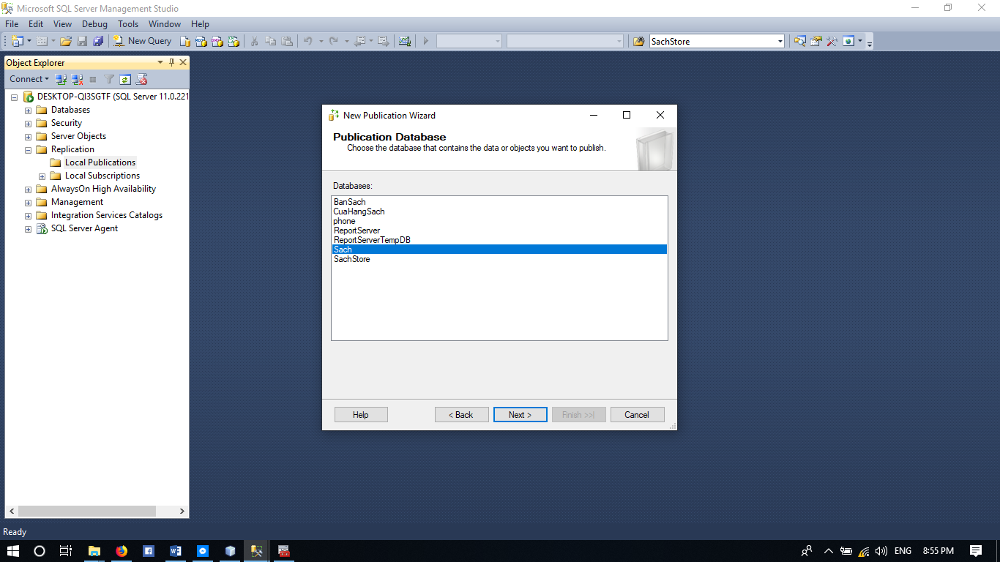 Microsoft SQL Server Management Studio
File Edit View Debug Tools Window Help
New Query
SachStore
Object Explorer
Connect
DESKTOP-QI3SGTF (SQL Server 11.0.221
Databases
Security
Server Objects
Replication
Local Publications
Local Subscriptions
AlwaysOn High Availability
Management
Integration Services Catalogs
SQL Server Agent
New Publication Wizard
Publication Database
Choose the database that contains the data or objects you want to publish.
Databases:
BanSach
CuaHangSach
phone
ReportServer
ReportServerTempDB
Sach
SachStore
Help < Back Next > Finish >>| Cancel
Ready
ENG 8:55 PM